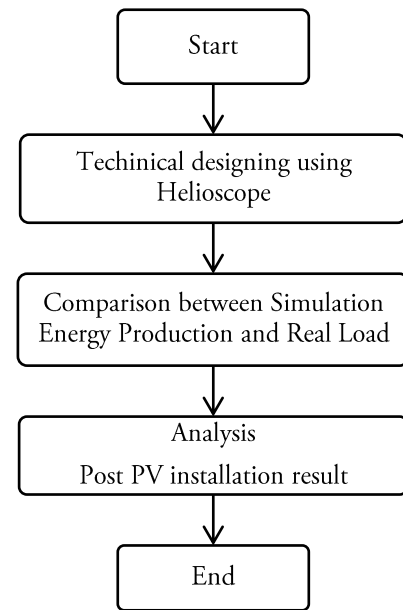 Start
Techinical designing using
Helioscope
Comparison between Simulation
Energy Production and Real Load
Analysis
Post PV installation result
End